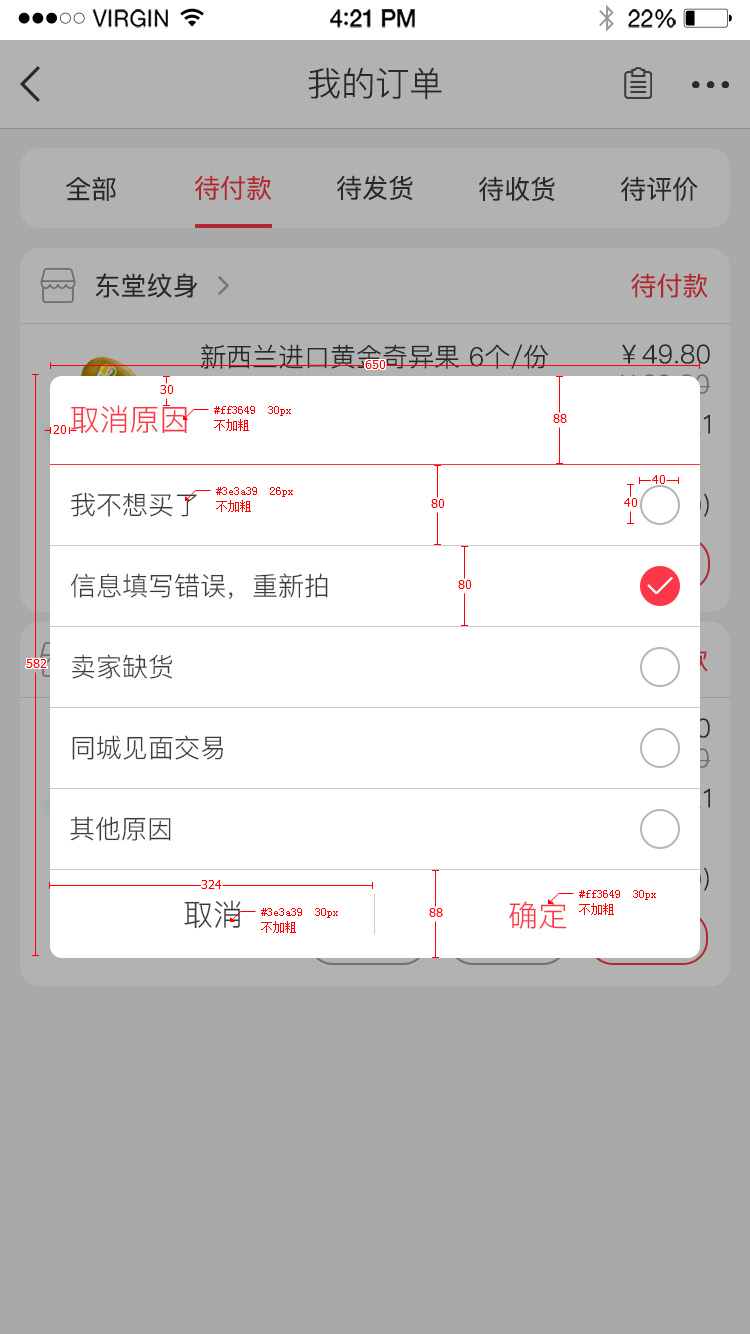 VIRGIN 4:21 PM 22%
我的订单
全部 待付款 待发货 待收货 待评价
东堂纹身 待付款
新西兰进口黄金奇异果 6个/份 ￥49.80
650
30
取消原因 #ff3649 30px
不加粗
88
20
我不想买了 #3e3a39 26px
不加粗
80
40
40
信息填写错误，重新拍
80
582
卖家缺货
同城见面交易
其他原因
324
取消 #3e3a39 30px
不加粗
88
确定 #ff3649 30px
不加粗